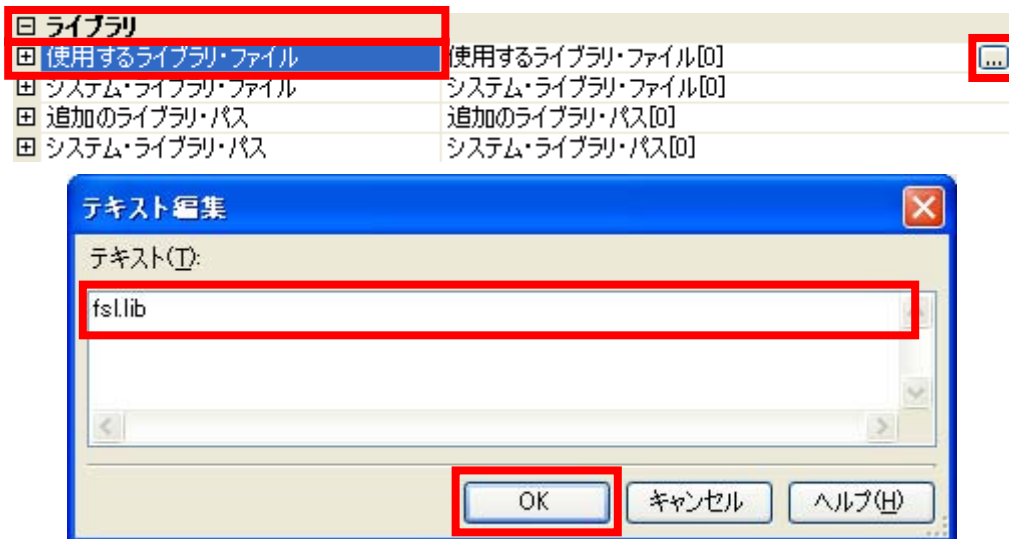 ライブラリ
使用するライブラリ・ファイル 使用するライブラリ・ファイル[0] ...
システム・ライブラリ・ファイル システム・ライブラリ・ファイル[0]
追加のライブラリ・パス 追加のライブラリ・パス[0]
システム・ライブラリ・パス システム・ライブラリ・パス[0]
テキスト編集
テキスト(T):
fsl.lib
OK キャンセル ヘルプ(H)